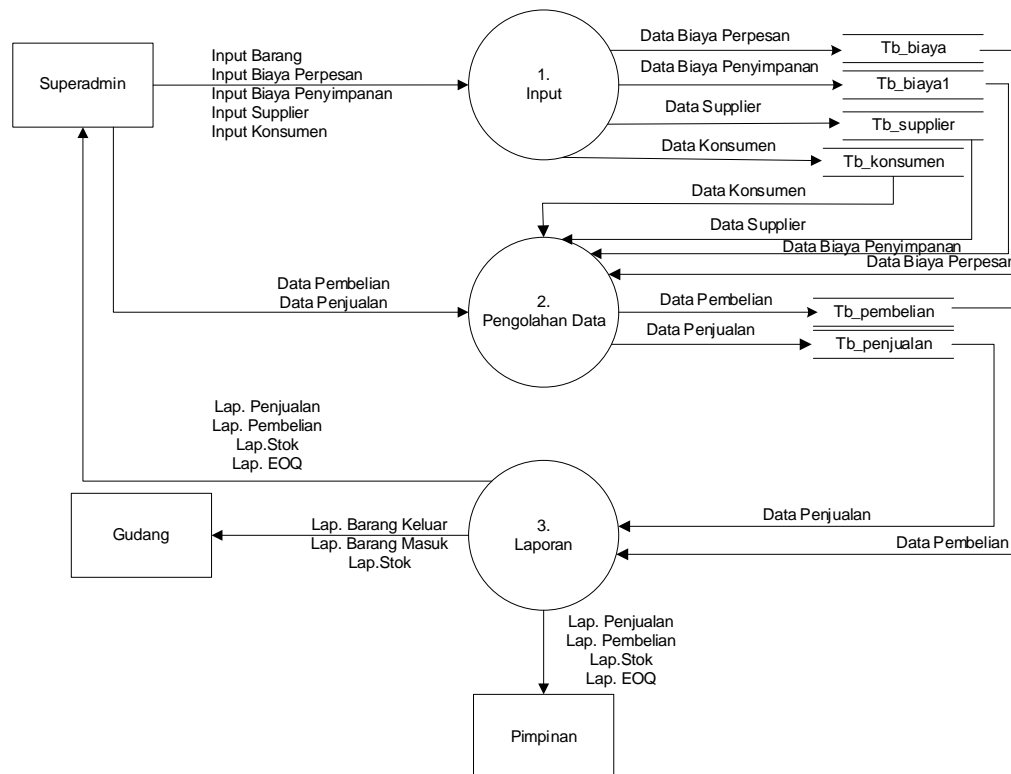 Superadmin
Input Barang
Input Biaya Perpesan
Input Biaya Penyimpanan
Input Supplier
Input Konsumen
1.
Input
Data Biaya Perpesan
Tb_biaya
Data Biaya Penyimpanan
Tb_biaya1
Data Supplier
Tb_supplier
Data Konsumen
Tb_konsumen
Data Konsumen
Data Supplier
Data Biaya Penyimpanan
Data Biaya Perpesan
Data Pembelian
Data Penjualan
2.
Pengolahan Data
Data Pembelian
Tb_pembelian
Data Penjualan
Tb_penjualan
Lap. Penjualan
Lap. Pembelian
Lap.Stok
Lap. EOQ
Gudang
Lap. Barang Keluar
Lap. Barang Masuk
Lap.Stok
3.
Laporan
Data Penjualan
Data Pembelian
Lap. Penjualan
Lap. Pembelian
Lap.Stok
Lap. EOQ
Pimpinan